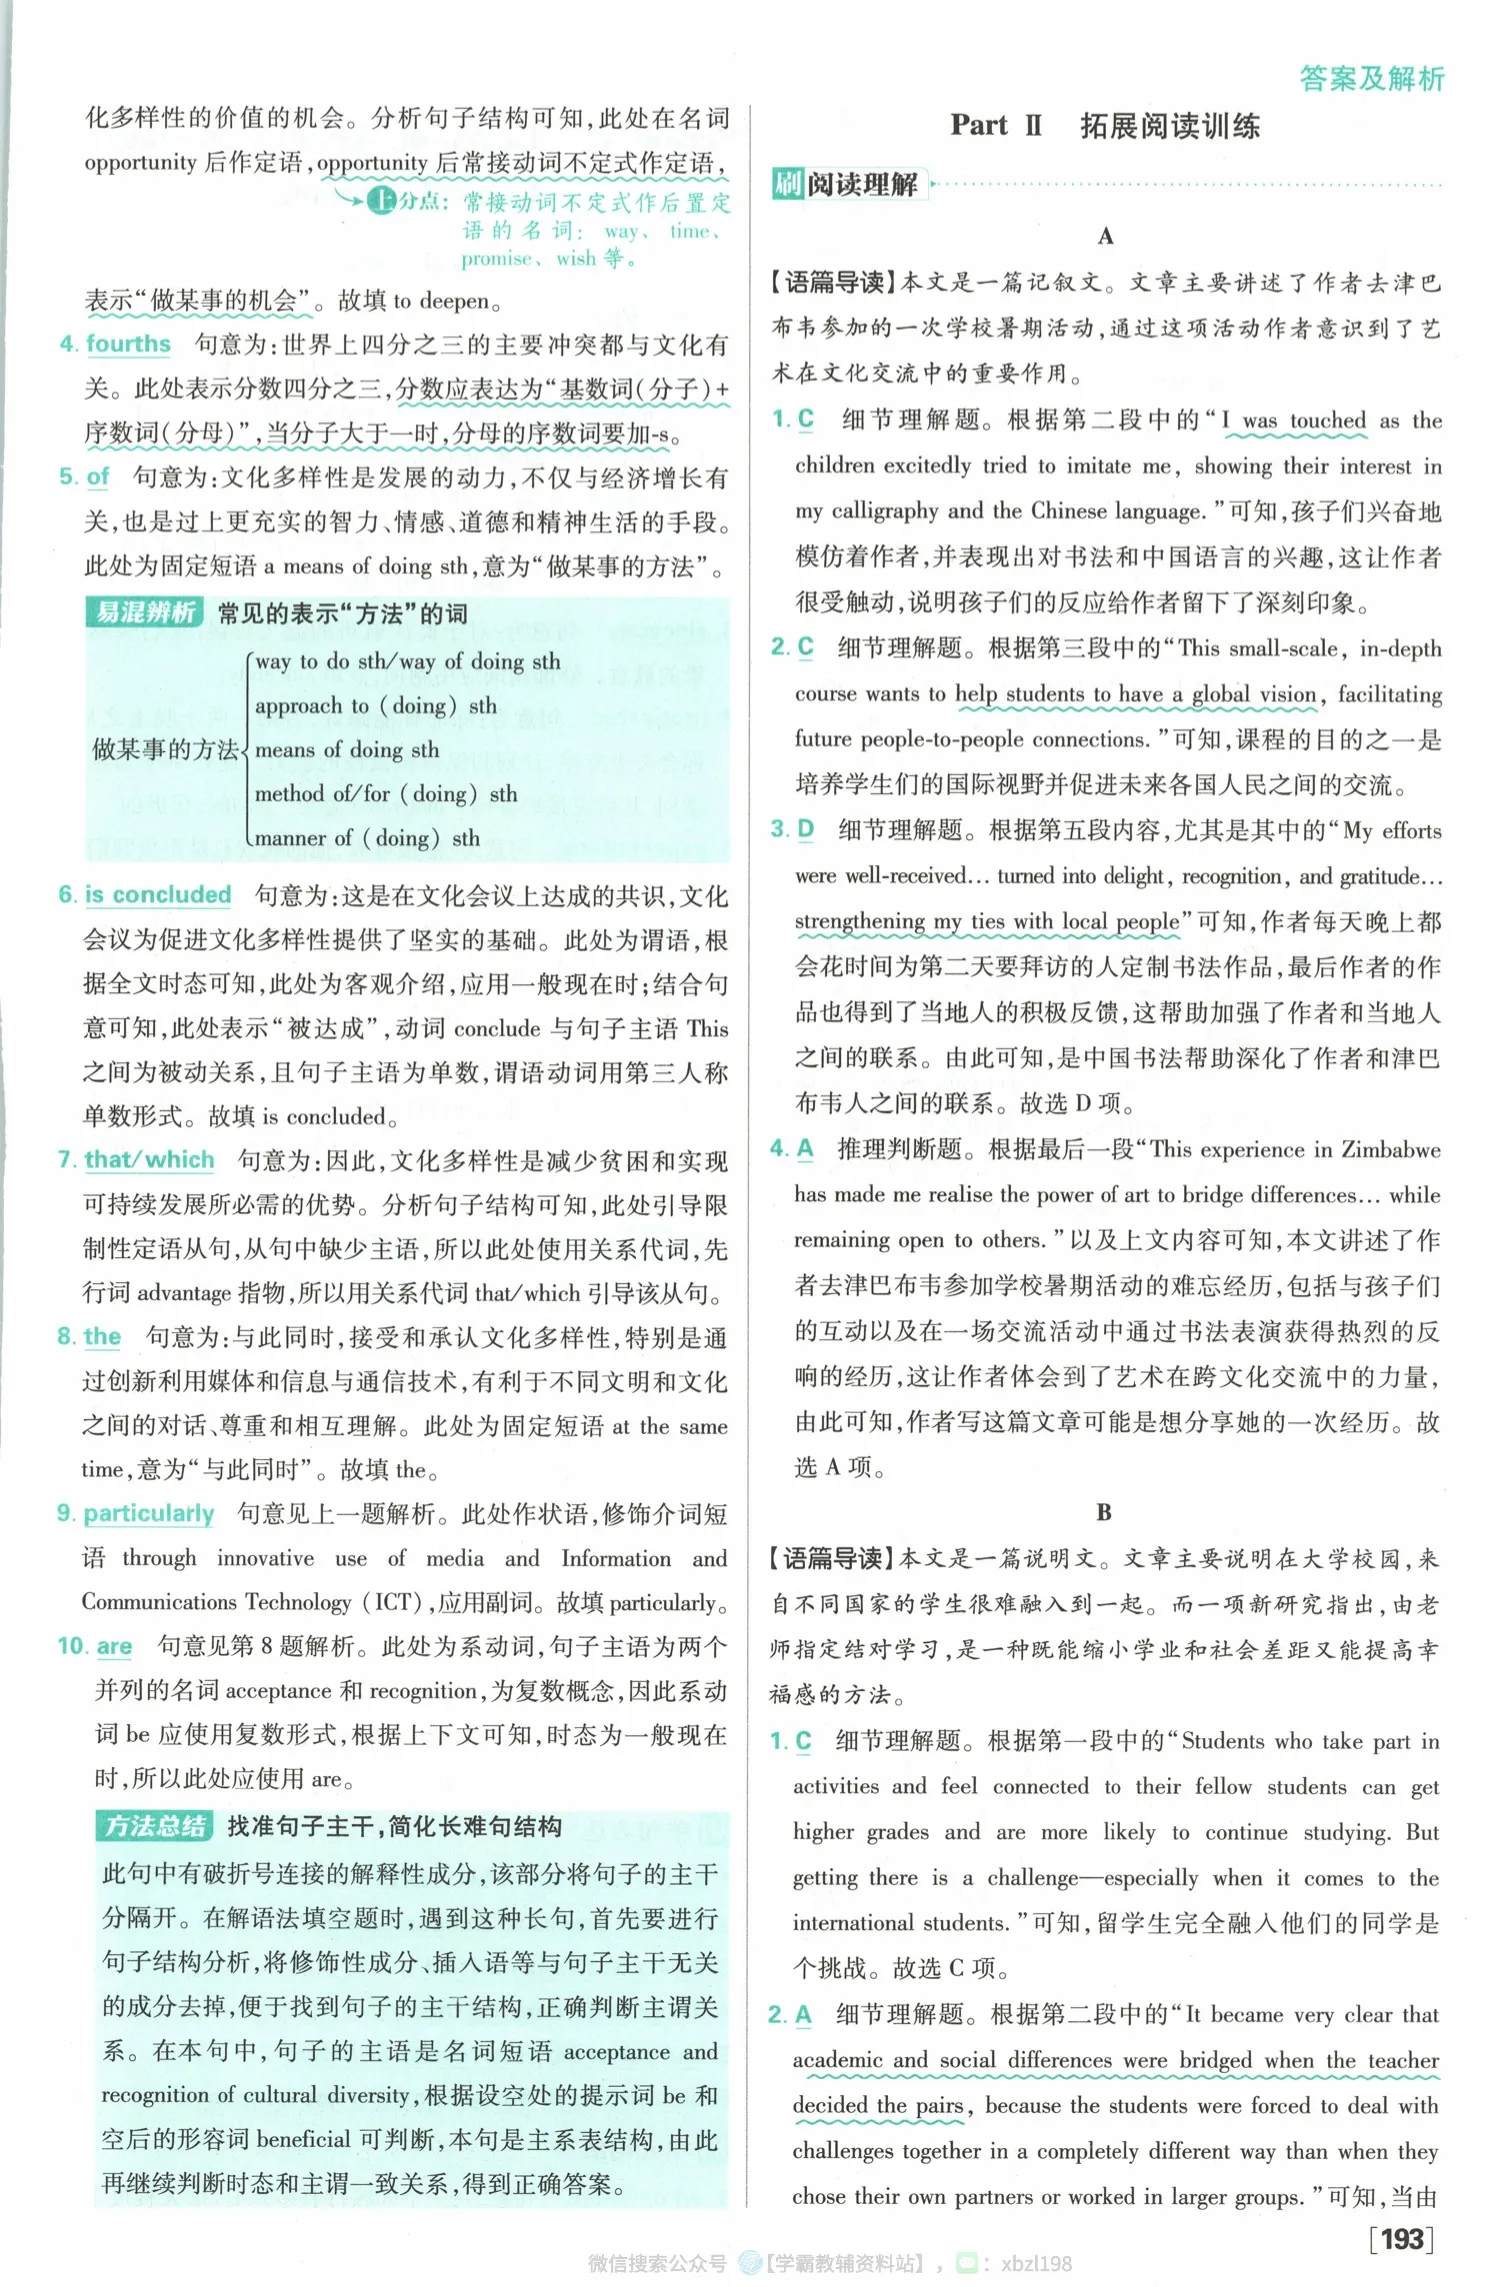 答案及解析
化多样性的价值的机会。分析句子结构可知,此处在名词
opportunity 后作定语,opportunity 后常接动词不定式作定语,
上分点：常接动词不定式作后置定
语的名词：way、time、
promise、wish 等。
表示“做某事的机会”。故填 to deepen。
4. fourths 句意为:世界上四分之三的主要冲突都与文化有
关。此处表示分数四分之三,分数应表达为“基数词(分子)+
序数词(分母)”,当分子大于一时,分母的序数词要加-s。
5. of 句意为:文化多样性是发展的动力,不仅与经济增长有
关,也是过上更充实的智力、情感、道德和精神生活的手段。
此处为固定短语 a means of doing sth,意为“做某事的方法”。
易混辨析 常见的表示“方法”的词
做某事的方法
way to do sth/way of doing sth
approach to (doing) sth
means of doing sth
method of/for (doing) sth
manner of (doing) sth
6. is concluded 句意为:这是在文化会议上达成的共识,文化
会议为促进文化多样性提供了坚实的基础。此处为谓语,根
据全文时态可知,此处为客观介绍,应用一般现在时;结合句
意可知,此处表示“被达成”,动词 conclude 与句子主语 This
之间为被动关系,且句子主语为单数,谓语动词用第三人称
单数形式。故填 is concluded。
7. that/which 句意为:因此,文化多样性是减少贫困和实现
可持续发展所必需的优势。分析句子结构可知,此处引导限
制性定语从句,从句中缺少主语,所以此处使用关系代词,先
行词 advantage 指物,所以用关系代词 that/which 引导该从句。
8. the 句意为:与此同时,接受和承认文化多样性,特别是通
过创新利用媒体和信息与通信技术,有利于不同文明和文化
之间的对话、尊重和相互理解。此处为固定短语 at the same
time,意为“与此同时”。故填 the。
9. particularly 句意见上一题解析。此处作状语,修饰介词短
语 through innovative use of media and Information and
Communications Technology (ICT),应用副词。故填 particularly。
10. are 句意见第 8 题解析。此处为系动词,句子主语为两个
并列的名词 acceptance 和 recognition,为复数概念,因此系动
词 be 应使用复数形式,根据上下文可知,时态为一般现在
时,所以此处应使用 are。
方法总结 找准句子主干,简化长难句结构
此句中有破折号连接的解释性成分,该部分将句子的主干
分隔开。在解语法填空题时,遇到这种长句,首先要进行
句子结构分析,将修饰性成分、插入语等与句子主干无关
的成分去掉,便于找到句子的主干结构,正确判断主谓关
系。在本句中,句子的主语是名词短语 acceptance and
recognition of cultural diversity,根据设空处的提示词 be 和
空后的形容词 beneficial 可判断,本句是主系表结构,由此
再继续判断时态和主谓一致关系,得到正确答案。
Part Ⅱ 拓展阅读训练
刷 阅读理解
A
【语篇导读】本文是一篇记叙文。文章主要讲述了作者去津巴
布韦参加的一次学校暑期活动,通过这项活动作者意识到了艺
术在文化交流中的重要作用。
1. C 细节理解题。根据第二段中的“I was touched as the
children excitedly tried to imitate me, showing their interest in
my calligraphy and the Chinese language.”可知,孩子们兴奋地
模仿着作者,并表现出对书法和中国语言的兴趣,这让作者
很受触动,说明孩子们的反应给作者留下了深刻印象。
2. C 细节理解题。根据第三段中的“This small-scale, in-depth
course wants to help students to have a global vision, facilitating
future people-to-people connections.”可知,课程的目的之一是
培养学生们的国际视野并促进未来各国人民之间的交流。
3. D 细节理解题。根据第五段内容,尤其是其中的“My efforts
were well-received… turned into delight, recognition, and gratitude…
strengthening my ties with local people”可知,作者每天晚上都
会花时间为第二天要拜访的人定制书法作品,最后作者的作
品也得到了当地人的积极反馈,这帮助加强了作者和当地人
之间的联系。由此可知,是中国书法帮助深化了作者和津巴
布韦人之间的联系。故选 D 项。
4. A 推理判断题。根据最后一段“This experience in Zimbabwe
has made me realise the power of art to bridge differences… while
remaining open to others.”以及上文内容可知,本文讲述了作
者去津巴布韦参加学校暑期活动的难忘经历,包括与孩子们
的互动以及在一场交流活动中通过书法表演获得热烈的反
响的经历,这让作者体会到了艺术在跨文化交流中的力量,
由此可知,作者写这篇文章可能是想分享她的一次经历。故
选 A 项。
B
【语篇导读】本文是一篇说明文。文章主要说明在大学校园,来
自不同国家的学生很难融入到一起。而一项新研究指出,由老
师指定结对学习,是一种既能缩小学业和社会差距又能提高幸
福感的方法。
1. C 细节理解题。根据第一段中的“Students who take part in
activities and feel connected to their fellow students can get
higher grades and are more likely to continue studying. But
getting there is a challenge—especially when it comes to the
international students.”可知,留学生完全融入他们的同学是
个挑战。故选 C 项。
2. A 细节理解题。根据第二段中的“It became very clear that
academic and social differences were bridged when the teacher
decided the pairs, because the students were forced to deal with
challenges together in a completely different way than when they
chose their own partners or worked in larger groups.”可知,当由
[193]
微信搜索公众号【学霸教辅资料站】,：xbzl198